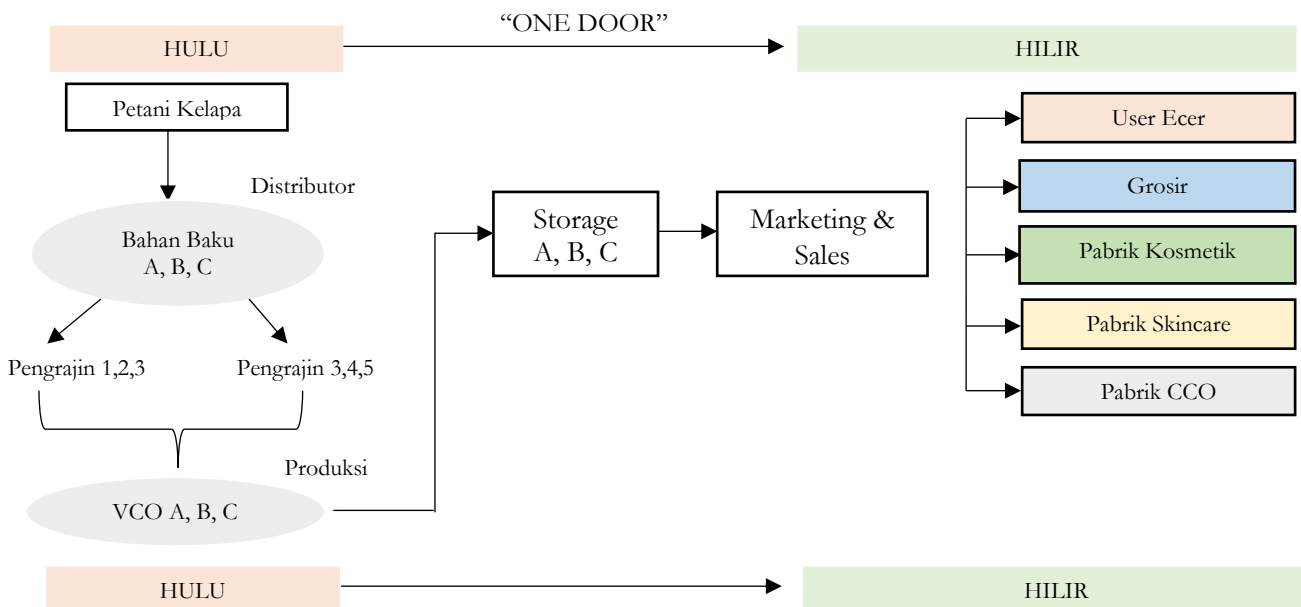 “ONE DOOR”
HULU
HILIR
Petani Kelapa
Distributor
Bahan Baku
A, B, C
Pengrajin 1,2,3
Pengrajin 3,4,5
Produksi
VCO A, B, C
Storage
A, B, C
Marketing &
Sales
User Ecer
Grosir
Pabrik Kosmetik
Pabrik Skincare
Pabrik CCO
HULU
HILIR